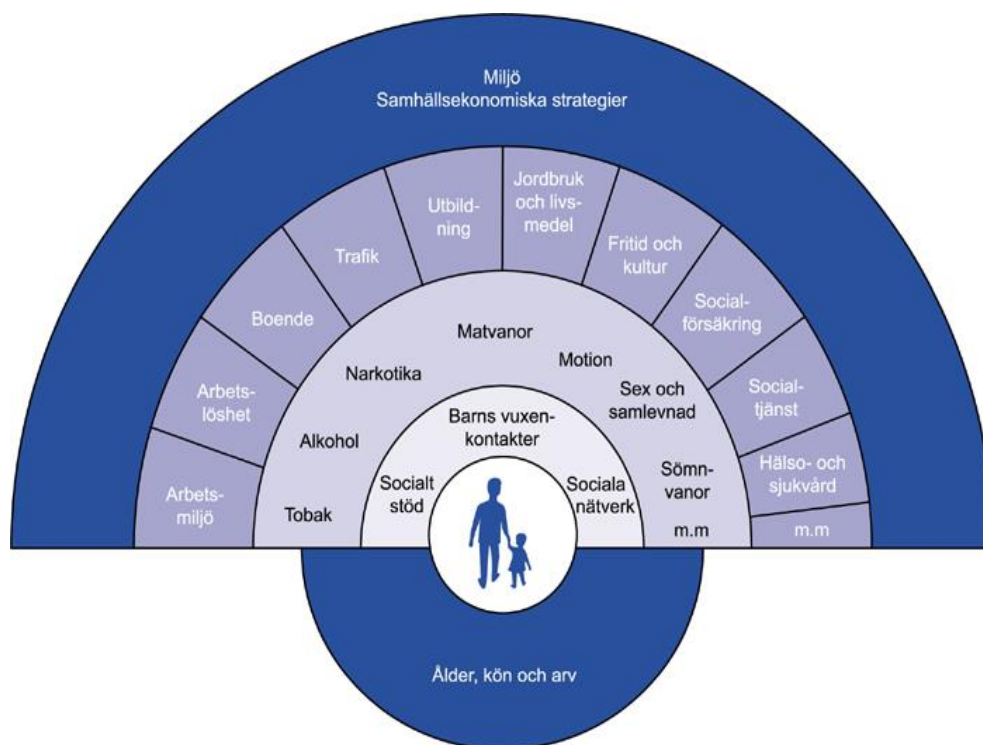 Miljö
Samhällsekonomiska strategier
Arbets-
miljö
Arbets-
löshet
Boende
Trafik
Utbild-
ning
Jordbruk
och livs-
medel
Fritid och
kultur
Social-
försäkring
Social-
tjänst
Hälso- och
sjukvård
m.m
Tobak
Alkohol
Narkotika
Matvanor
Motion
Sex och
samlevnad
Sömn-
vanor
m.m
Socialt
stöd
Barns vuxen-
kontakter
Sociala
nätverk
Ålder, kön och arv